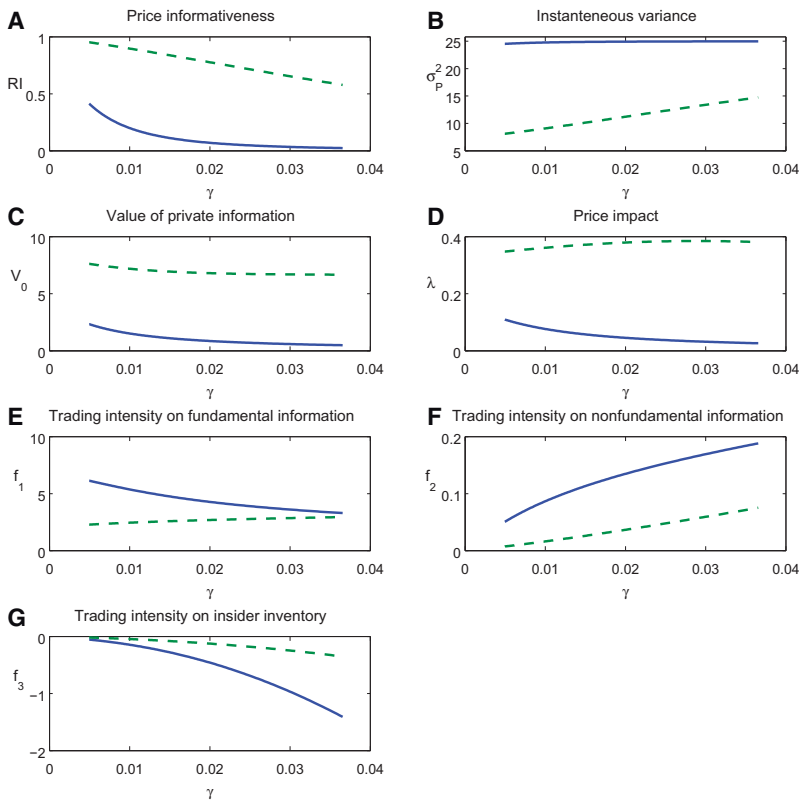 A Price informativeness
1
RI
0.5
0
0 0.01 0.02 0.03 0.04
γ
B Instantaneous variance
25
20
σ_P^2
15
10
5
0 0.01 0.02 0.03 0.04
γ
C Value of private information
10
V_0
5
0
0 0.01 0.02 0.03 0.04
γ
D Price impact
0.4
λ
0.2
0
0 0.01 0.02 0.03 0.04
γ
E Trading intensity on fundamental information
10
f_1
5
0
0 0.01 0.02 0.03 0.04
γ
F Trading intensity on nonfundamental information
0.2
f_2
0.1
0
0 0.01 0.02 0.03 0.04
γ
G Trading intensity on insider inventory
0
f_3
−1
−2
0 0.01 0.02 0.03 0.04
γ